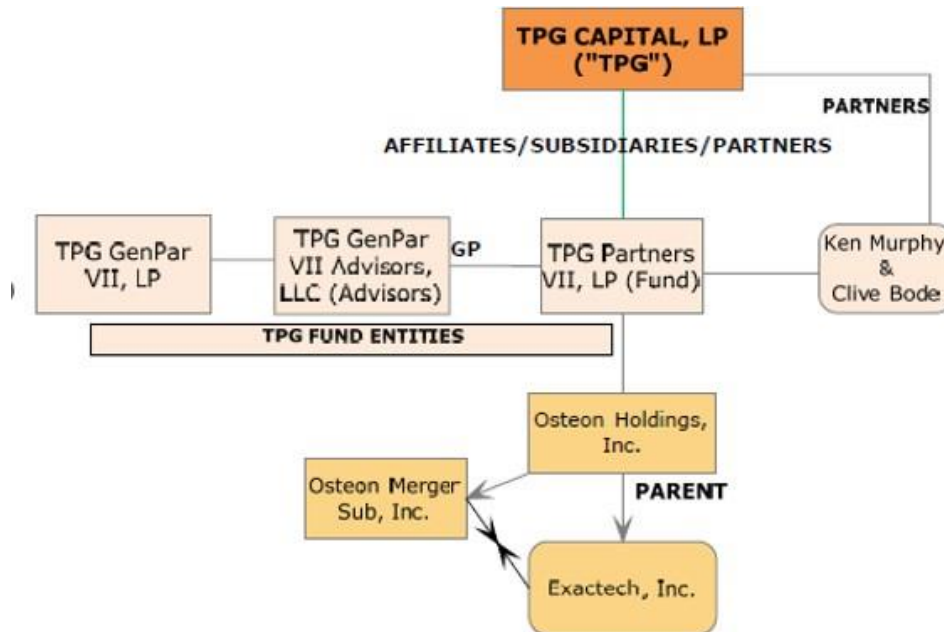 TPG CAPITAL, LP
("TPG")
PARTNERS
AFFILIATES/SUBSIDIARIES/PARTNERS
TPG GenPar
VII, LP
TPG GenPar
VII Advisors,
LLC (Advisors)
GP
TPG Partners
VII, LP (Fund)
Ken Murphy
&
Clive Bode
)
TPG FUND ENTITIES
Osteon Holdings,
Inc.
Osteon Merger
Sub, Inc.
PARENT
Exactech, Inc.